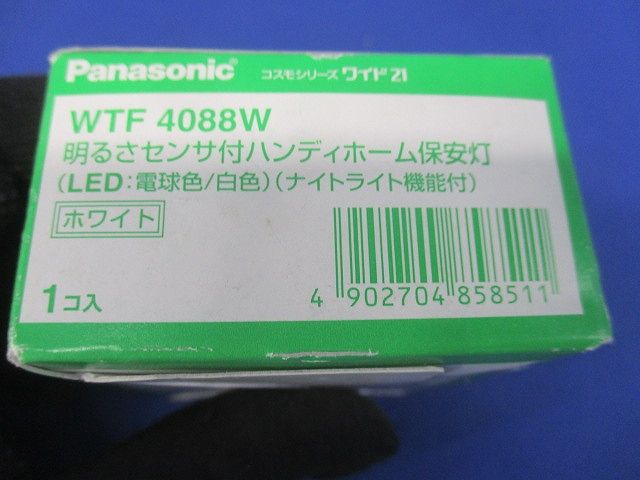 Panasonic® コスモシリーズ ワイド21
WTF 4088W
明るさセンサ付ハンディホーム保安灯
(LED:電球色/白色)(ナイトライト機能付)
ホワイト
1コ入
4 902704 858511